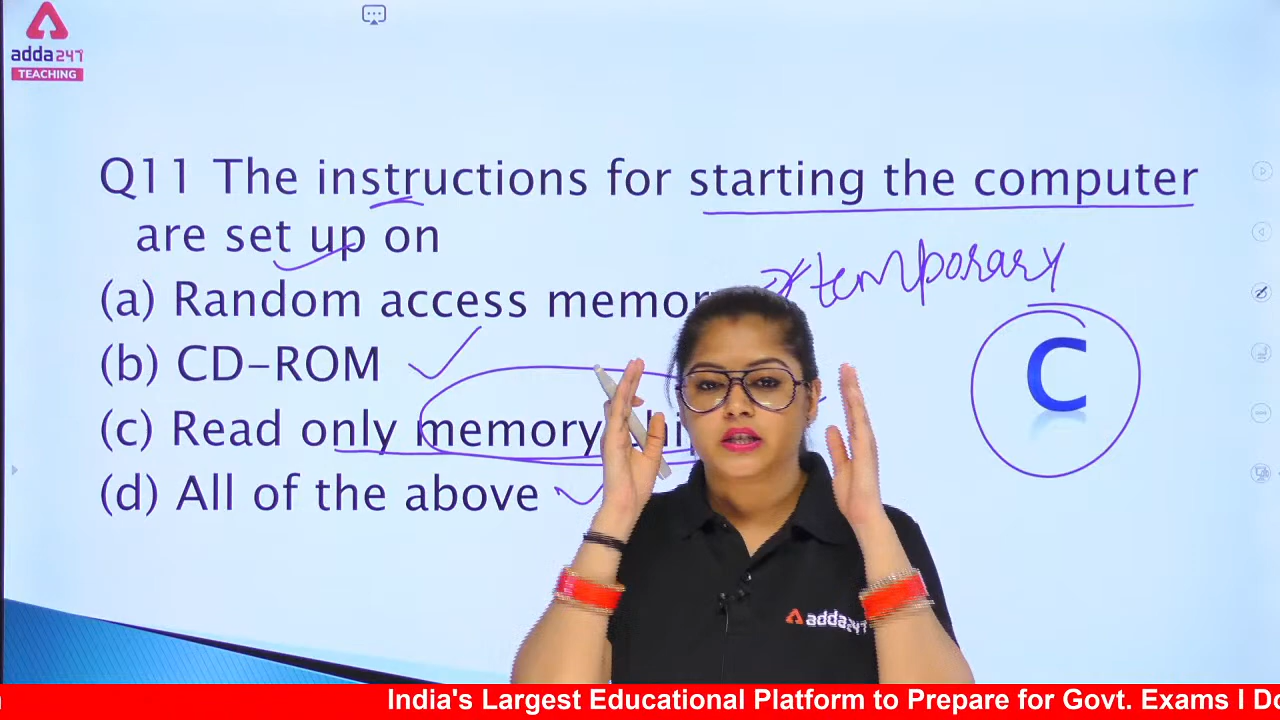 adda247
TEACHING
Q11 The instructions for starting the computer
are set up on
temporary
(a) Random access memor
(b) CD-ROM
(c) Read only memory chip
(d) All of the above
C
adda247
India's Largest Educational Platform to Prepare for Govt. Exams I Do